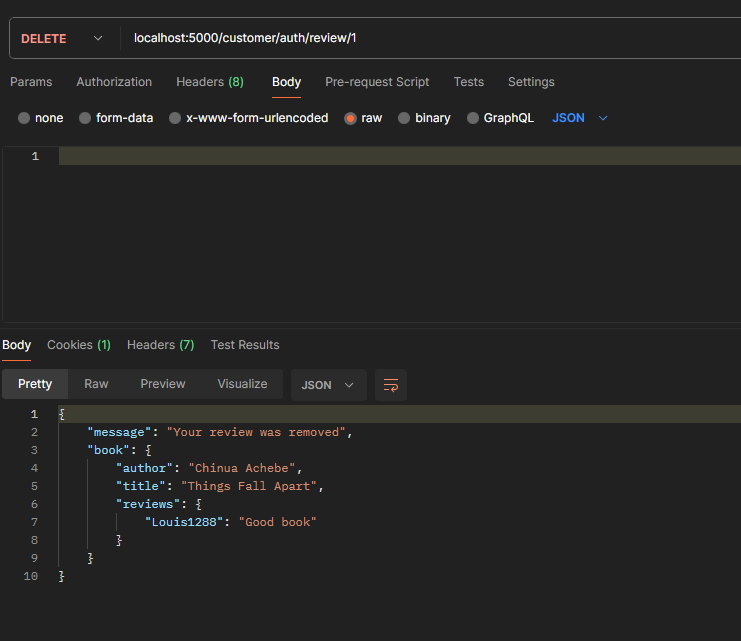 DELETE localhost:5000/customer/auth/review/1
Params Authorization Headers (8) Body Pre-request Script Tests Settings
none form-data x-www-form-urlencoded raw binary GraphQL JSON
1
Body Cookies (1) Headers (7) Test Results
Pretty Raw Preview Visualize JSON
1 {
2 "message": "Your review was removed",
3 "book": {
4 "author": "Chinua Achebe",
5 "title": "Things Fall Apart",
6 "reviews": {
7 "Louis1288": "Good book"
8 }
9 }
10 }